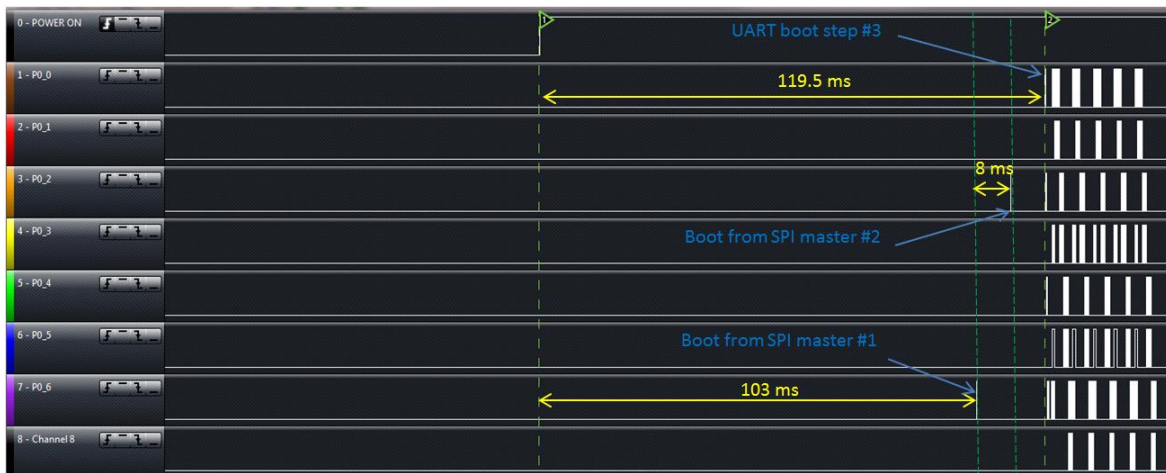 0 - POWER ON
1
2
UART boot step #3
1 - P0_0
119.5 ms
2 - P0_1
3 - P0_2
8 ms
4 - P0_3
Boot from SPI master #2
5 - P0_4
6 - P0_5
Boot from SPI master #1
7 - P0_6
103 ms
8 - Channel 8